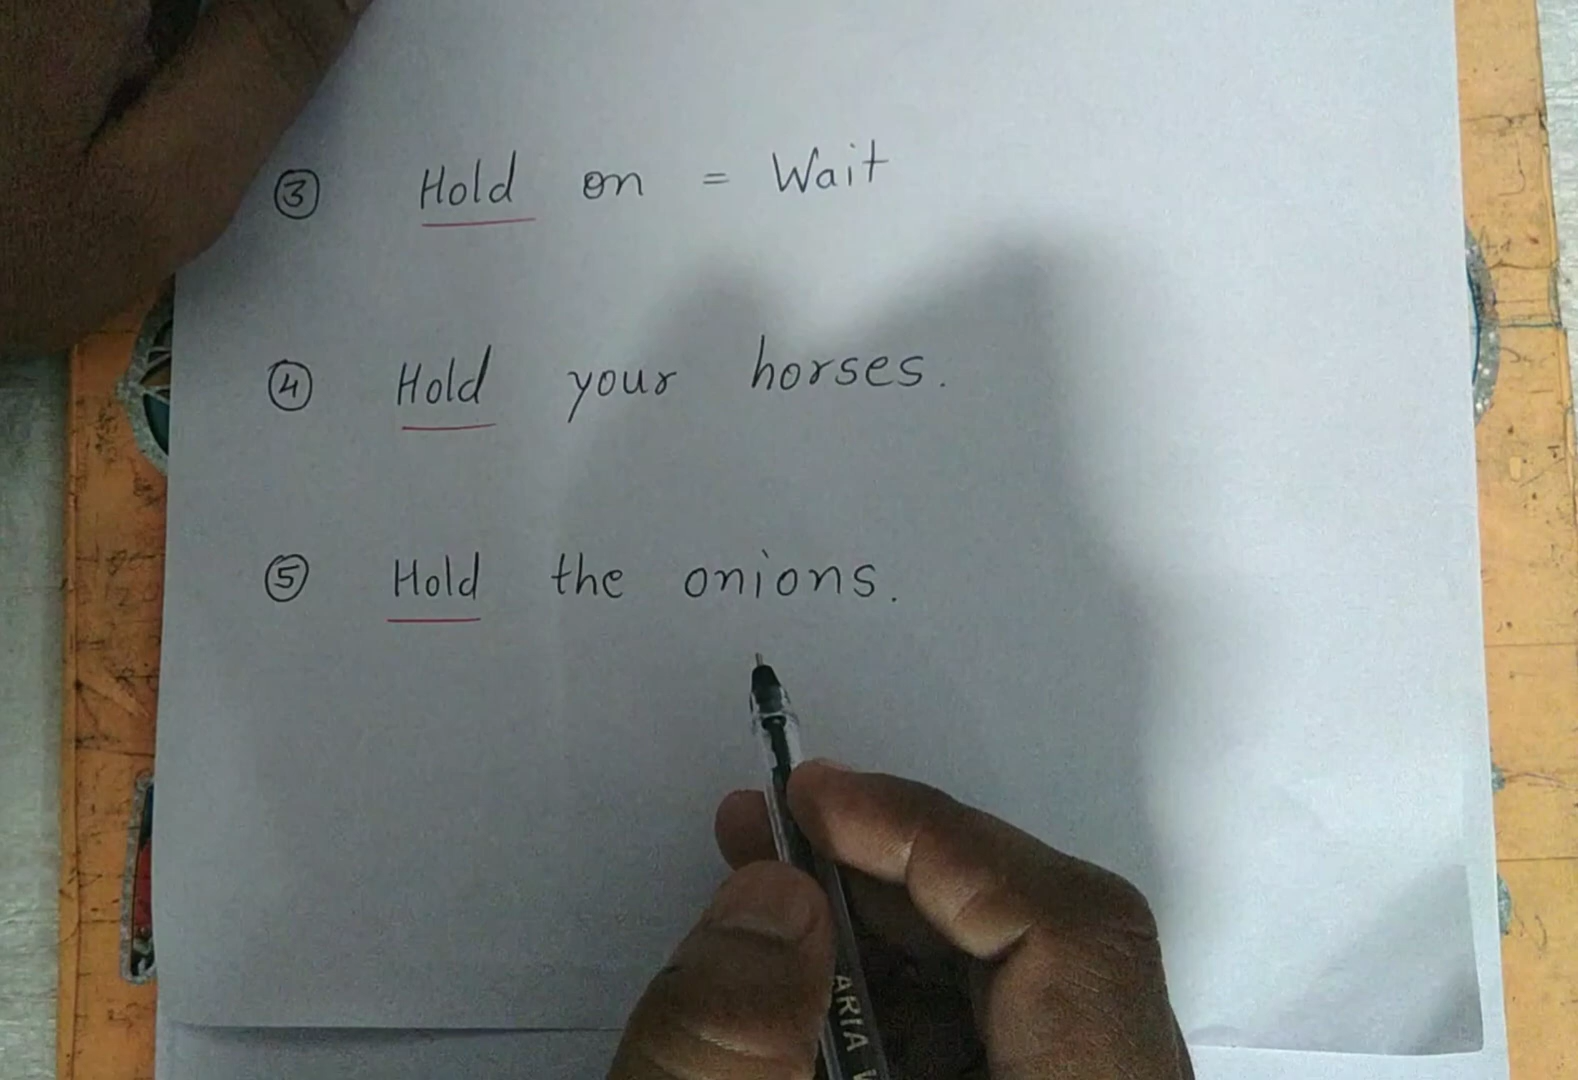 ③ Hold on = Wait
④ Hold your horses.
⑤ Hold the onions.
ARIA